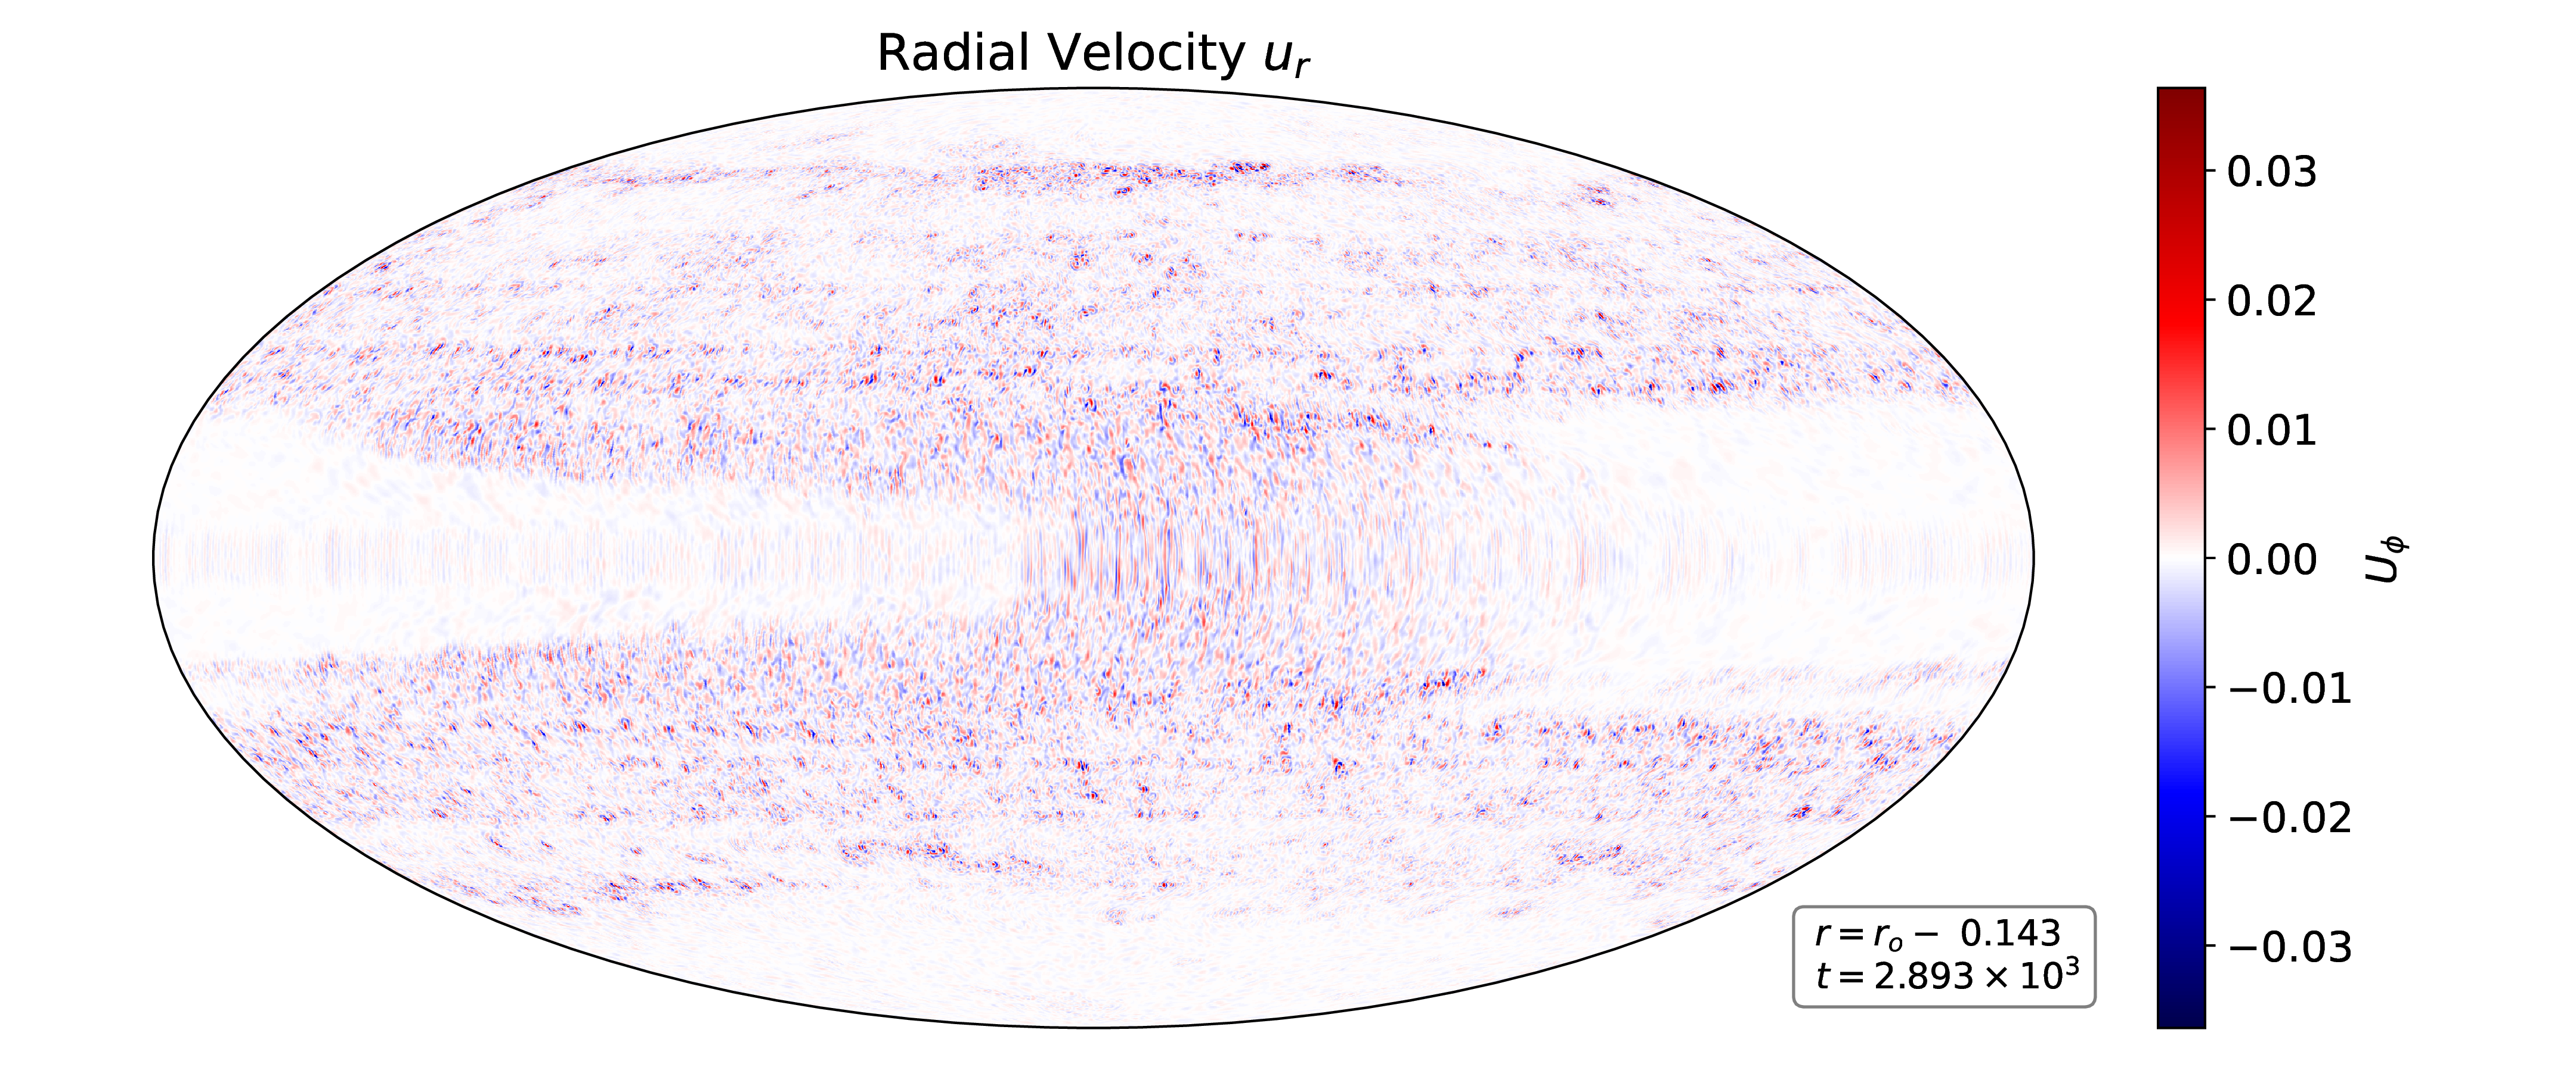 Radial Velocity u_r
0.03
0.02
0.01
0.00
−0.01
−0.02
−0.03
U_ϕ
r = r_o − 0.143
t = 2.893 × 10^3